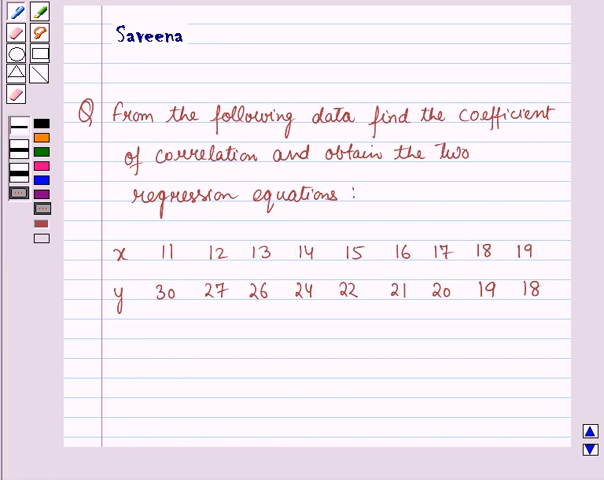 Saveena
Q From the following data find the coefficient
of correlation and obtain the two
regression equations :
x 11 12 13 14 15 16 17 18 19
y 30 27 26 24 22 21 20 19 18